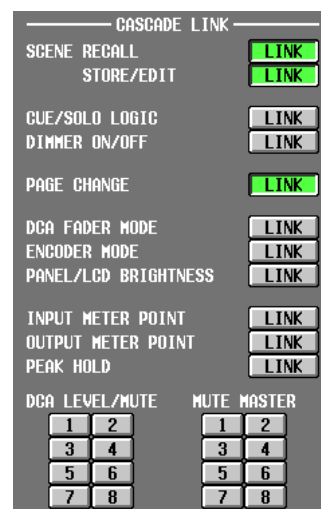 CASCADE LINK
SCENE RECALL LINK
STORE/EDIT LINK
CUE/SOLO LOGIC LINK
DIMMER ON/OFF LINK
PAGE CHANGE LINK
DCA FADER MODE LINK
ENCODER MODE LINK
PANEL/LCD BRIGHTNESS LINK
INPUT METER POINT LINK
OUTPUT METER POINT LINK
PEAK HOLD LINK
DCA LEVEL/MUTE MUTE MASTER
1 2 1 2
3 4 3 4
5 6 5 6
7 8 7 8